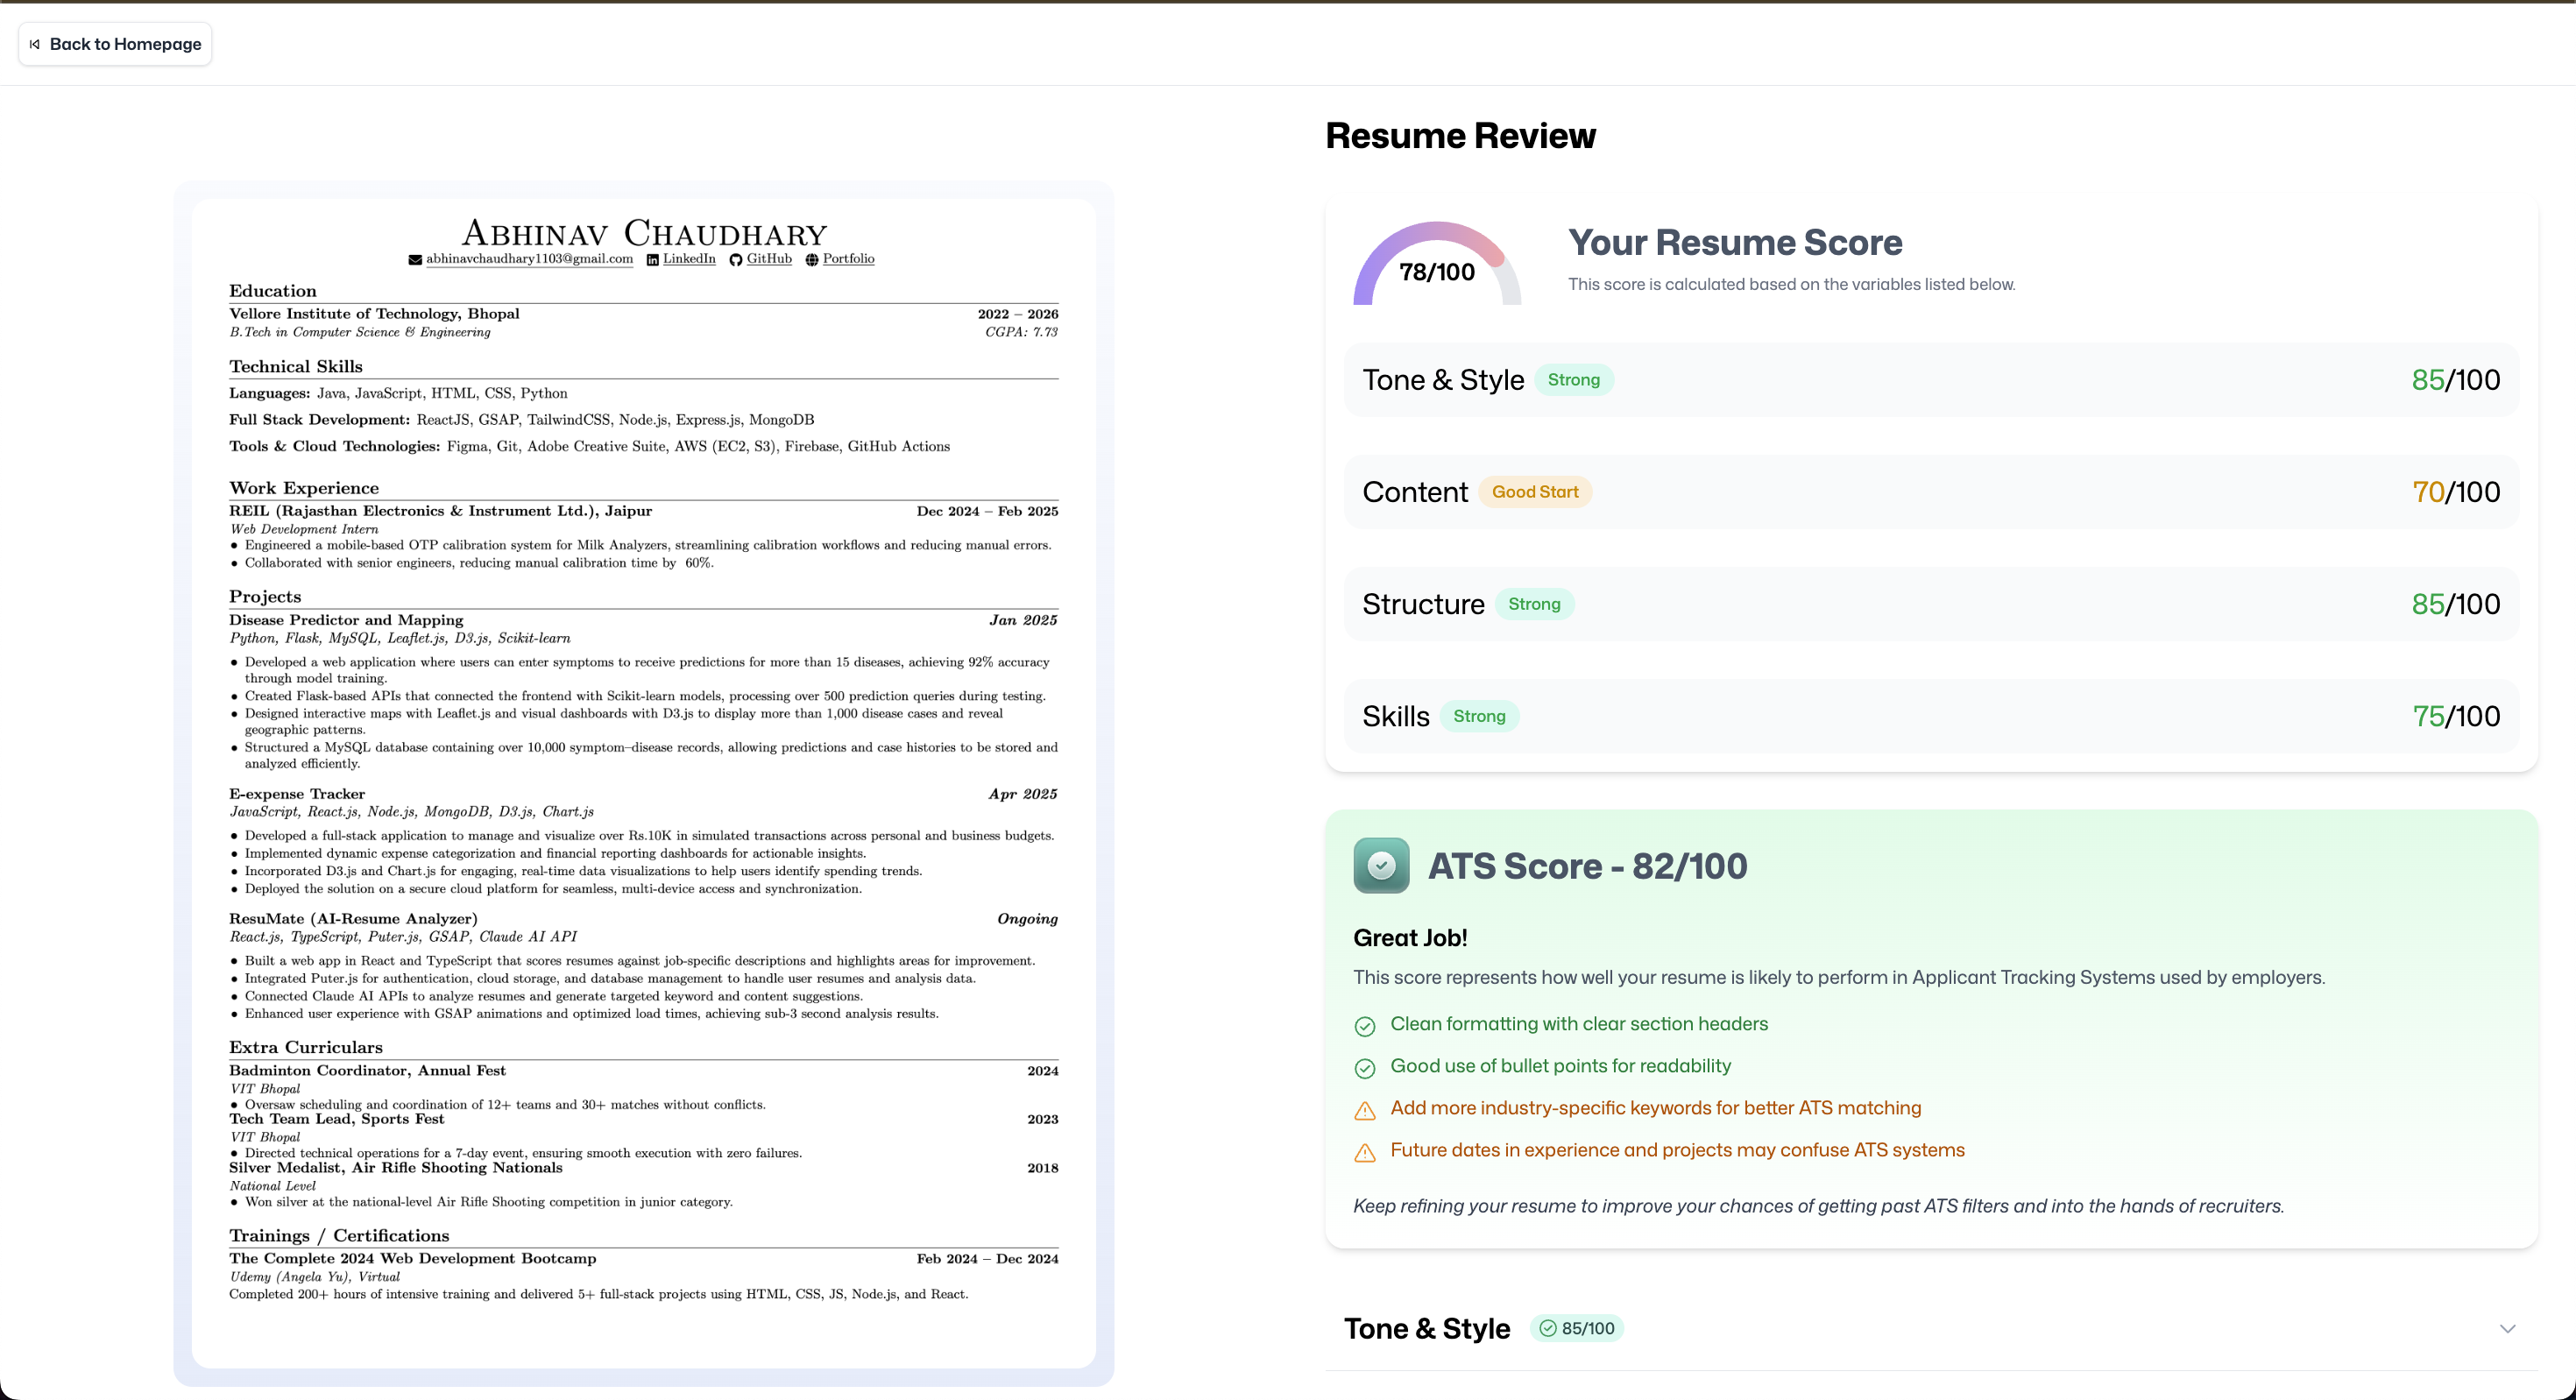 Back to Homepage
Abhinav Chaudhary
abhinavchaudhary1103@gmail.com LinkedIn GitHub Portfolio
Education
Vellore Institute of Technology, Bhopal 2022 – 2026
B.Tech in Computer Science & Engineering CGPA: 7.73
Technical Skills
Languages: Java, JavaScript, HTML, CSS, Python
Full Stack Development: ReactJS, GSAP, TailwindCSS, Node.js, Express.js, MongoDB
Tools & Cloud Technologies: Figma, Git, Adobe Creative Suite, AWS (EC2, S3), Firebase, GitHub Actions
Work Experience
REIL (Rajasthan Electronics & Instrument Ltd.), Jaipur Dec 2024 – Feb 2025
Web Development Intern
• Engineered a mobile-based OTP calibration system for Milk Analyzers, streamlining calibration workflows and reducing manual errors.
• Collaborated with senior engineers, reducing manual calibration time by 60%.
Projects
Disease Predictor and Mapping Jan 2025
Python, Flask, MySQL, Leaflet.js, D3.js, Scikit-learn
• Developed a web application where users can enter symptoms to receive predictions for more than 15 diseases, achieving 92% accuracy
through model training.
• Created Flask-based APIs that connected the frontend with Scikit-learn models, processing over 500 prediction queries during testing.
• Designed interactive maps with Leaflet.js and visual dashboards with D3.js to display more than 1,000 disease cases and reveal
geographic patterns.
• Structured a MySQL database containing over 10,000 symptom–disease records, allowing predictions and case histories to be stored and
analyzed efficiently.
E-expense Tracker Apr 2025
JavaScript, React.js, Node.js, MongoDB, D3.js, Chart.js
• Developed a full-stack application to manage and visualize over Rs.10K in simulated transactions across personal and business budgets.
• Implemented dynamic expense categorization and financial reporting dashboards for actionable insights.
• Incorporated D3.js and Chart.js for engaging, real-time data visualizations to help users identify spending trends.
• Deployed the solution on a secure cloud platform for seamless, multi-device access and synchronization.
ResuMate (AI-Resume Analyzer) Ongoing
React.js, TypeScript, Puter.js, GSAP, Claude AI API
• Built a web app in React and TypeScript that scores resumes against job-specific descriptions and highlights areas for improvement.
• Integrated Puter.js for authentication, cloud storage, and database management to handle user resumes and analysis data.
• Connected Claude AI APIs to analyze resumes and generate targeted keyword and content suggestions.
• Enhanced user experience with GSAP animations and optimized load times, achieving sub-3 second analysis results.
Extra Curriculars
Badminton Coordinator, Annual Fest 2024
VIT Bhopal
• Oversaw scheduling and coordination of 12+ teams and 30+ matches without conflicts.
Tech Team Lead, Sports Fest 2023
VIT Bhopal
• Directed technical operations for a 7-day event, ensuring smooth execution with zero failures.
Silver Medalist, Air Rifle Shooting Nationals 2018
National Level
• Won silver at the national-level Air Rifle Shooting competition in junior category.
Trainings / Certifications
The Complete 2024 Web Development Bootcamp Feb 2024 – Dec 2024
Udemy (Angela Yu), Virtual
Completed 200+ hours of intensive training and delivered 5+ full-stack projects using HTML, CSS, JS, Node.js, and React.
Resume Review
78/100
Your Resume Score
This score is calculated based on the variables listed below.
Tone & Style Strong 85/100
Content Good Start 70/100
Structure Strong 85/100
Skills Strong 75/100
ATS Score - 82/100
Great Job!
This score represents how well your resume is likely to perform in Applicant Tracking Systems used by employers.
Clean formatting with clear section headers
Good use of bullet points for readability
Add more industry-specific keywords for better ATS matching
Future dates in experience and projects may confuse ATS systems
Keep refining your resume to improve your chances of getting past ATS filters and into the hands of recruiters.
Tone & Style 85/100